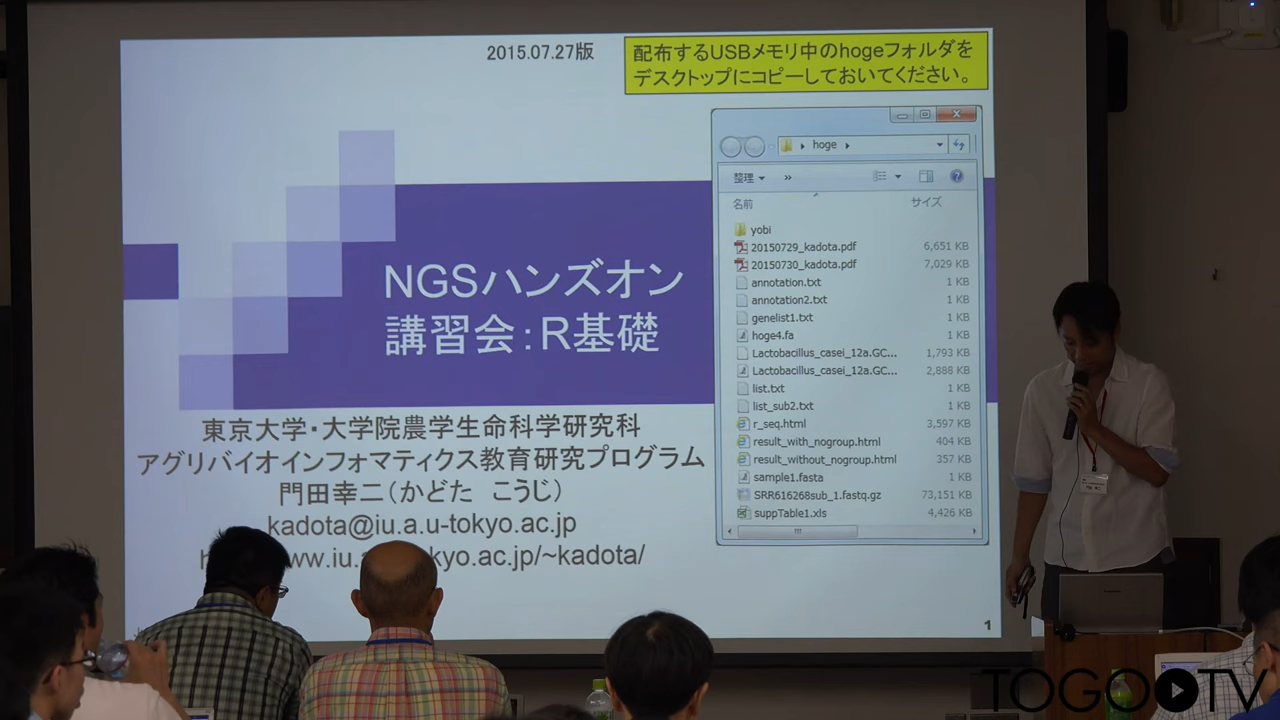 2015.07.27版
配布するUSBメモリ中のhogeフォルダを
デスクトップにコピーしておいてください。
hoge
整理
名前
サイズ
yobi
20150729_kadota.pdf 6,651 KB
20150730_kadota.pdf 7,029 KB
annotation.txt 1 KB
annotation2.txt 1 KB
genelist1.txt 1 KB
hoge4.fa 1 KB
Lactobacillus_casei_12a.GC... 1,793 KB
Lactobacillus_casei_12a.GC... 2,888 KB
list.txt 1 KB
list_sub2.txt 1 KB
r_seq.html 3,597 KB
result_with_nogroup.html 404 KB
result_without_nogroup.html 357 KB
sample1.fasta 1 KB
SRR616268sub_1.fastq.gz 73,151 KB
suppTable1.xls 4,426 KB
NGSハンズオン
講習会：R基礎
東京大学・大学院農学生命科学研究科
アグリバイオインフォマティクス教育研究プログラム
門田幸二（かどた　こうじ）
kadota@iu.a.u-tokyo.ac.jp
.ac.jp/~kadota/
1
TOGO TV